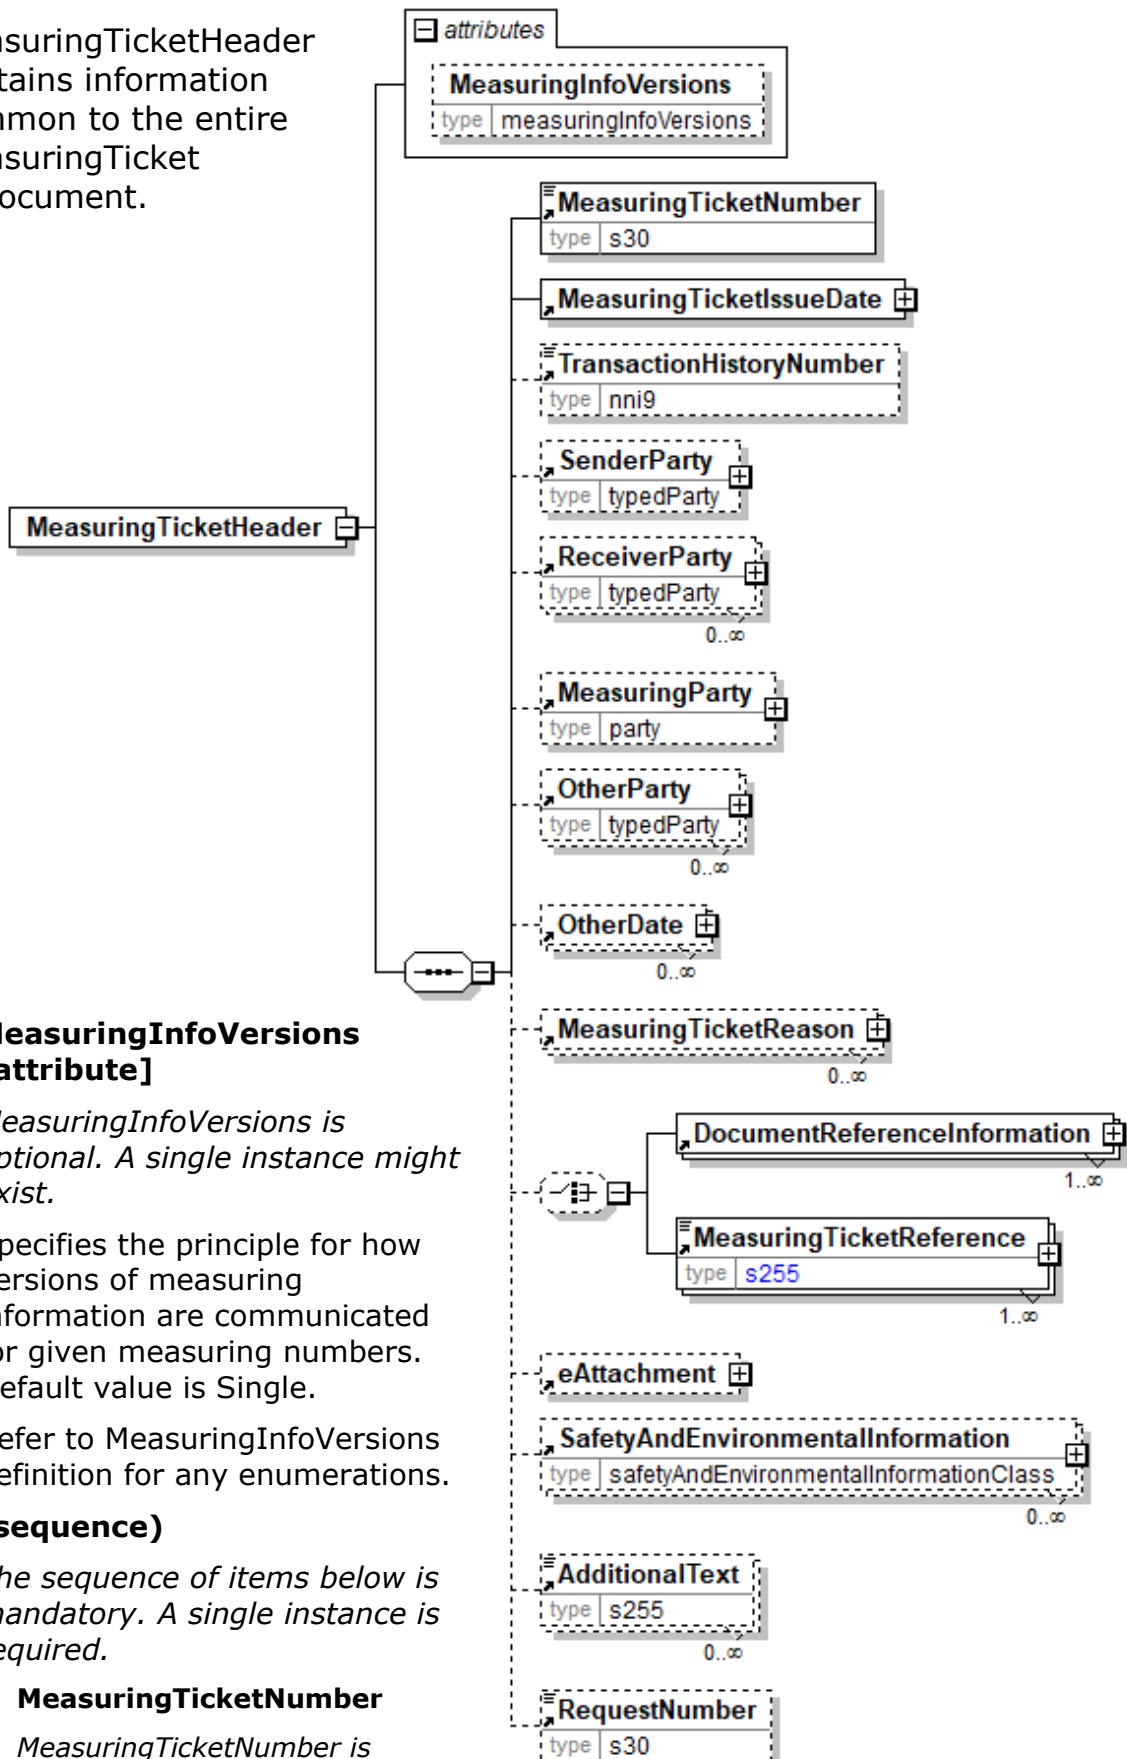 asuringTicketHeader
tains information
mmon to the entire
asuringTicket
ocument.
attributes
MeasuringInfoVersions
type measuringInfoVersions
MeasuringTicketNumber
type s30
MeasuringTicketIssueDate
TransactionHistoryNumber
type nni9
SenderParty
type typedParty
MeasuringTicketHeader
ReceiverParty
type typedParty
0..∞
MeasuringParty
type party
OtherParty
type typedParty
0..∞
OtherDate
0..∞
MeasuringTicketReason
0..∞
DocumentReferenceInformation
1..∞
MeasuringTicketReference
type s255
1..∞
eAttachment
SafetyAndEnvironmentalInformation
type safetyAndEnvironmentalInformationClass
0..∞
AdditionalText
type s255
0..∞
RequestNumber
type s30
MeasuringInfoVersions
attribute]
MeasuringInfoVersions is
ptional. A single instance might
xist.
pecifies the principle for how
ersions of measuring
nformation are communicated
or given measuring numbers.
efault value is Single.
efer to MeasuringInfoVersions
efinition for any enumerations.
sequence)
he sequence of items below is
mandatory. A single instance is
equired.
MeasuringTicketNumber
MeasuringTicketNumber is